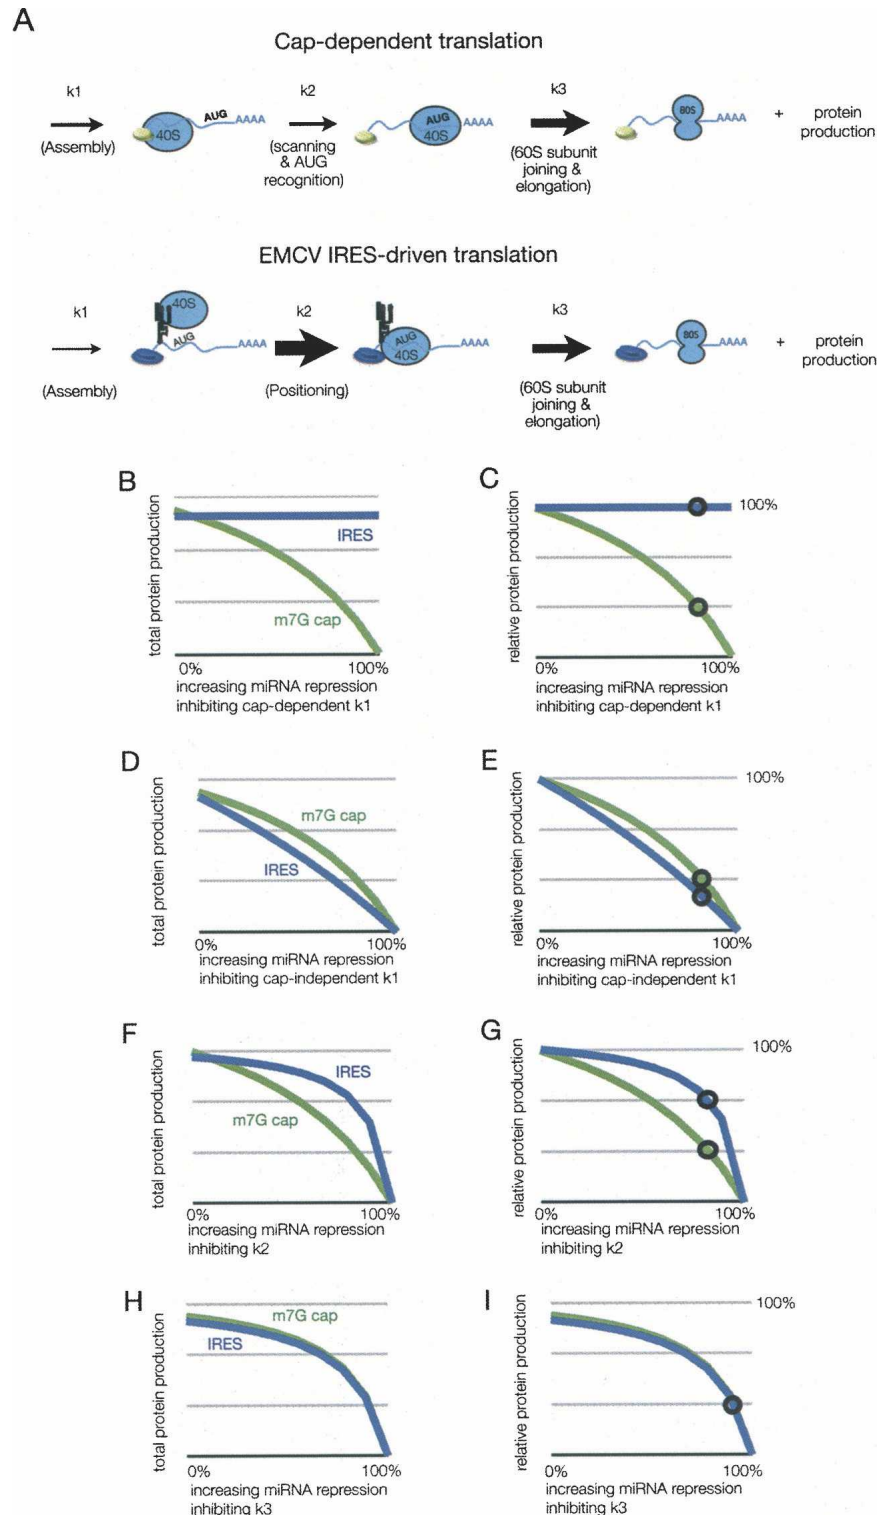 A
Cap-dependent translation
k1
k2
k3
(Assembly)
40S
AUG
AAAA
(scanning
& AUG
recognition)
AUG
40S
AAAA
(60S subunit
joining &
elongation)
80S
AAAA
+
protein
production
EMCV IRES-driven translation
k1
k2
k3
(Assembly)
40S
AUG
AAAA
(Positioning)
AUG
40S
AAAA
(60S subunit
joining &
elongation)
80S
AAAA
+
protein
production
B
total protein production
IRES
m7G cap
0%
100%
increasing miRNA repression
inhibiting cap-dependent k1
C
relative protein production
100%
0%
100%
increasing miRNA repression
inhibiting cap-dependent k1
D
total protein production
m7G cap
IRES
0%
100%
increasing miRNA repression
inhibiting cap-independent k1
E
relative protein production
100%
0%
100%
increasing miRNA repression
inhibiting cap-independent k1
F
total protein production
IRES
m7G cap
0%
100%
increasing miRNA repression
inhibiting k2
G
relative protein production
100%
0%
100%
increasing miRNA repression
inhibiting k2
H
total protein production
m7G cap
IRES
0%
100%
increasing miRNA repression
inhibiting k3
I
relative protein production
100%
0%
100%
increasing miRNA repression
inhibiting k3